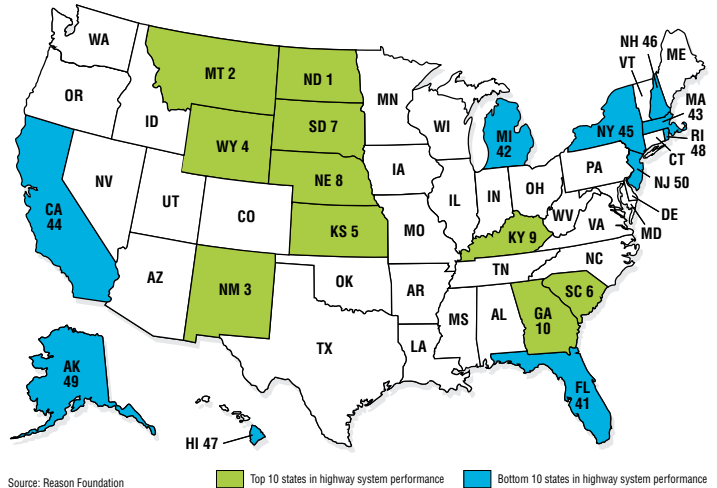 WA
NH 46
ME
VT
MT 2
ND 1
MN
OR
MA
43
ID
SD 7
WI
NY 45
RI
48
WY 4
MI
42
CT
IA
PA
NJ 50
NE 8
NV
OH
IL
IN
UT
DE
CA
44
CO
WV
VA
MD
KS 5
MO
KY 9
NC
TN
AZ
OK
NM 3
AR
SC 6
MS
AL
GA
10
TX
LA
AK
49
FL
41
HI 47
Source: Reason Foundation
Top 10 states in highway system performance
Bottom 10 states in highway system performance